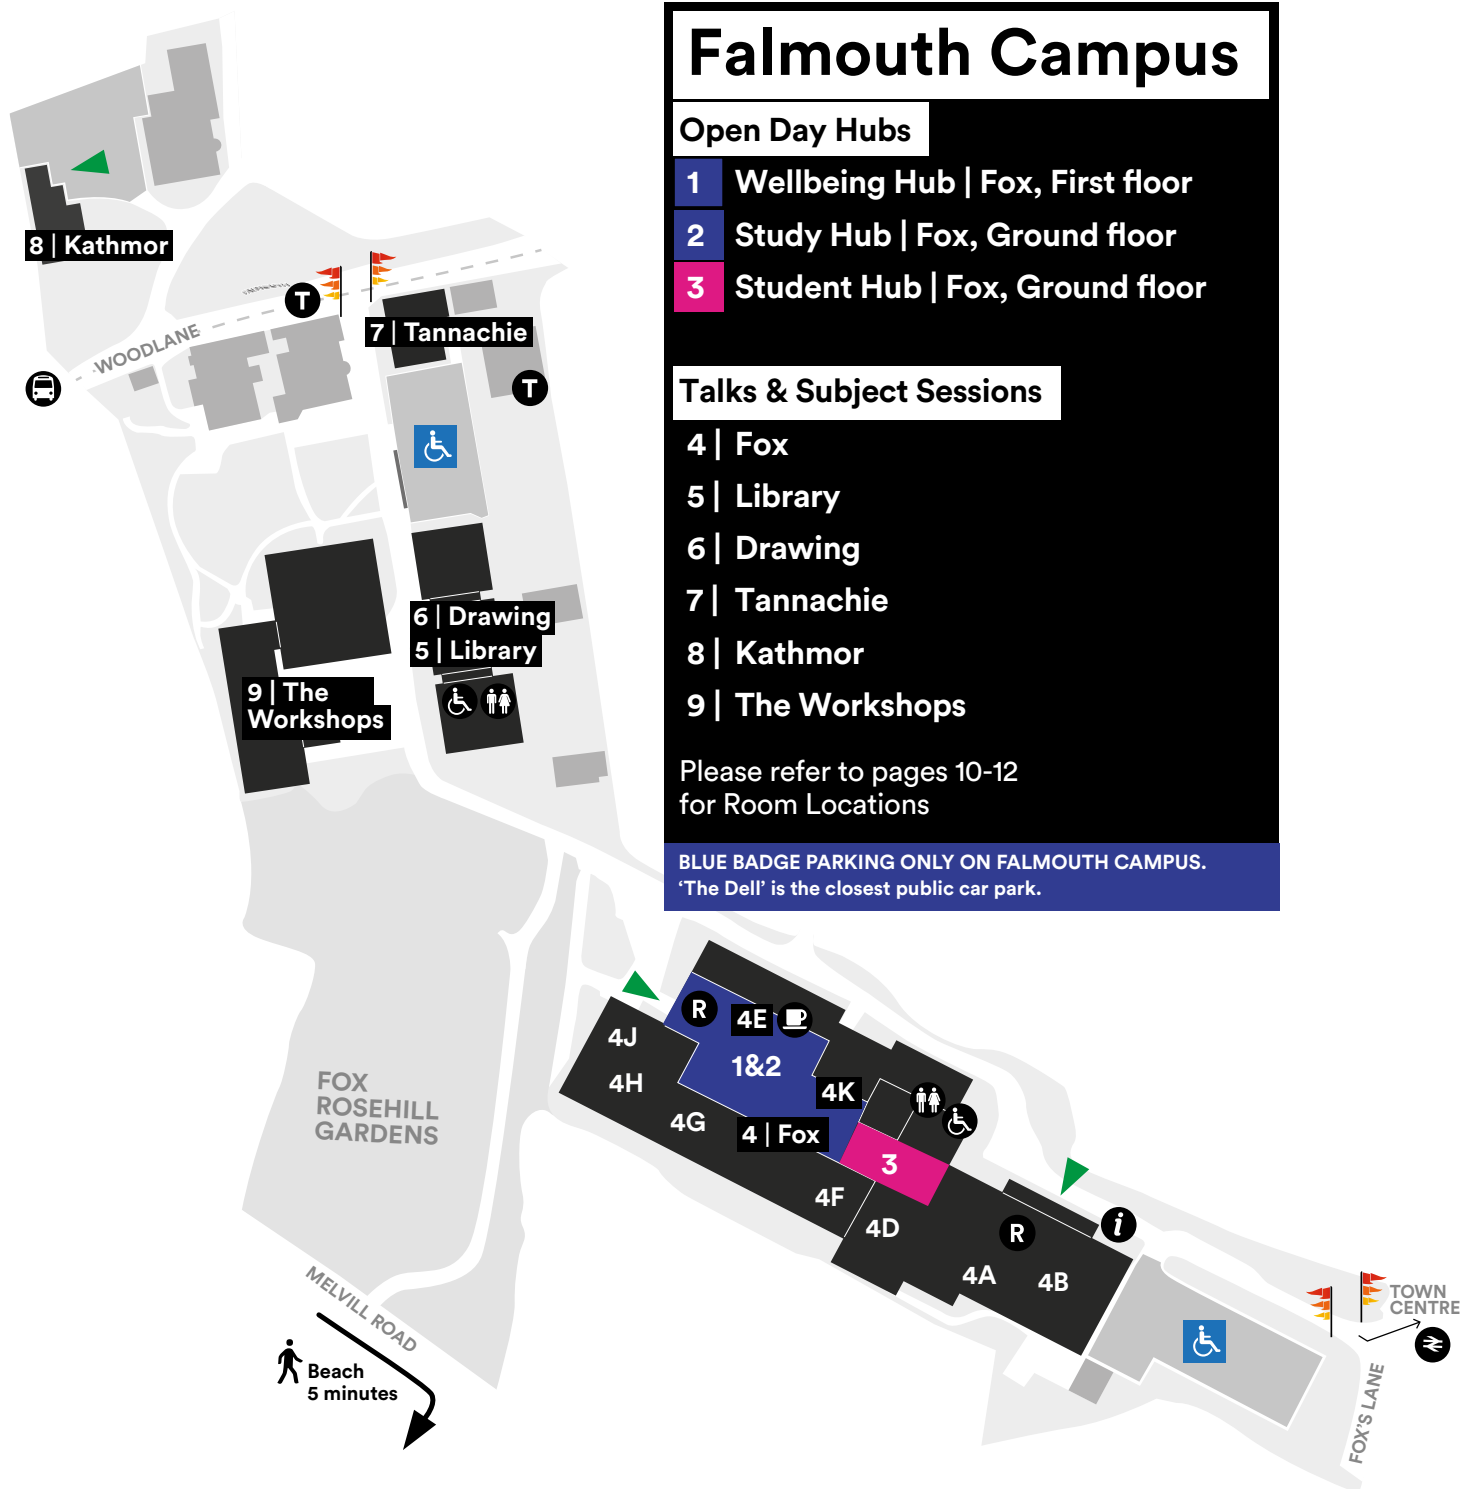 Falmouth Campus
Open Day Hubs
1 Wellbeing Hub | Fox, First floor
2 Study Hub | Fox, Ground floor
3 Student Hub | Fox, Ground floor
Talks & Subject Sessions
4 | Fox
5 | Library
6 | Drawing
7 | Tannachie
8 | Kathmor
9 | The Workshops
Please refer to pages 10-12
for Room Locations
BLUE BADGE PARKING ONLY ON FALMOUTH CAMPUS.
‘The Dell’ is the closest public car park.
8 | Kathmor
T
7 | Tannachie
WOODLANE
T
6 | Drawing
5 | Library
9 | The
Workshops
R
4E
4J
1&2
4H
4K
4G
4 | Fox
3
4F
4D
R
i
4A
4B
FOX
ROSEHILL
GARDENS
MELVILL ROAD
Beach
5 minutes
TOWN
CENTRE
FOX'S LANE